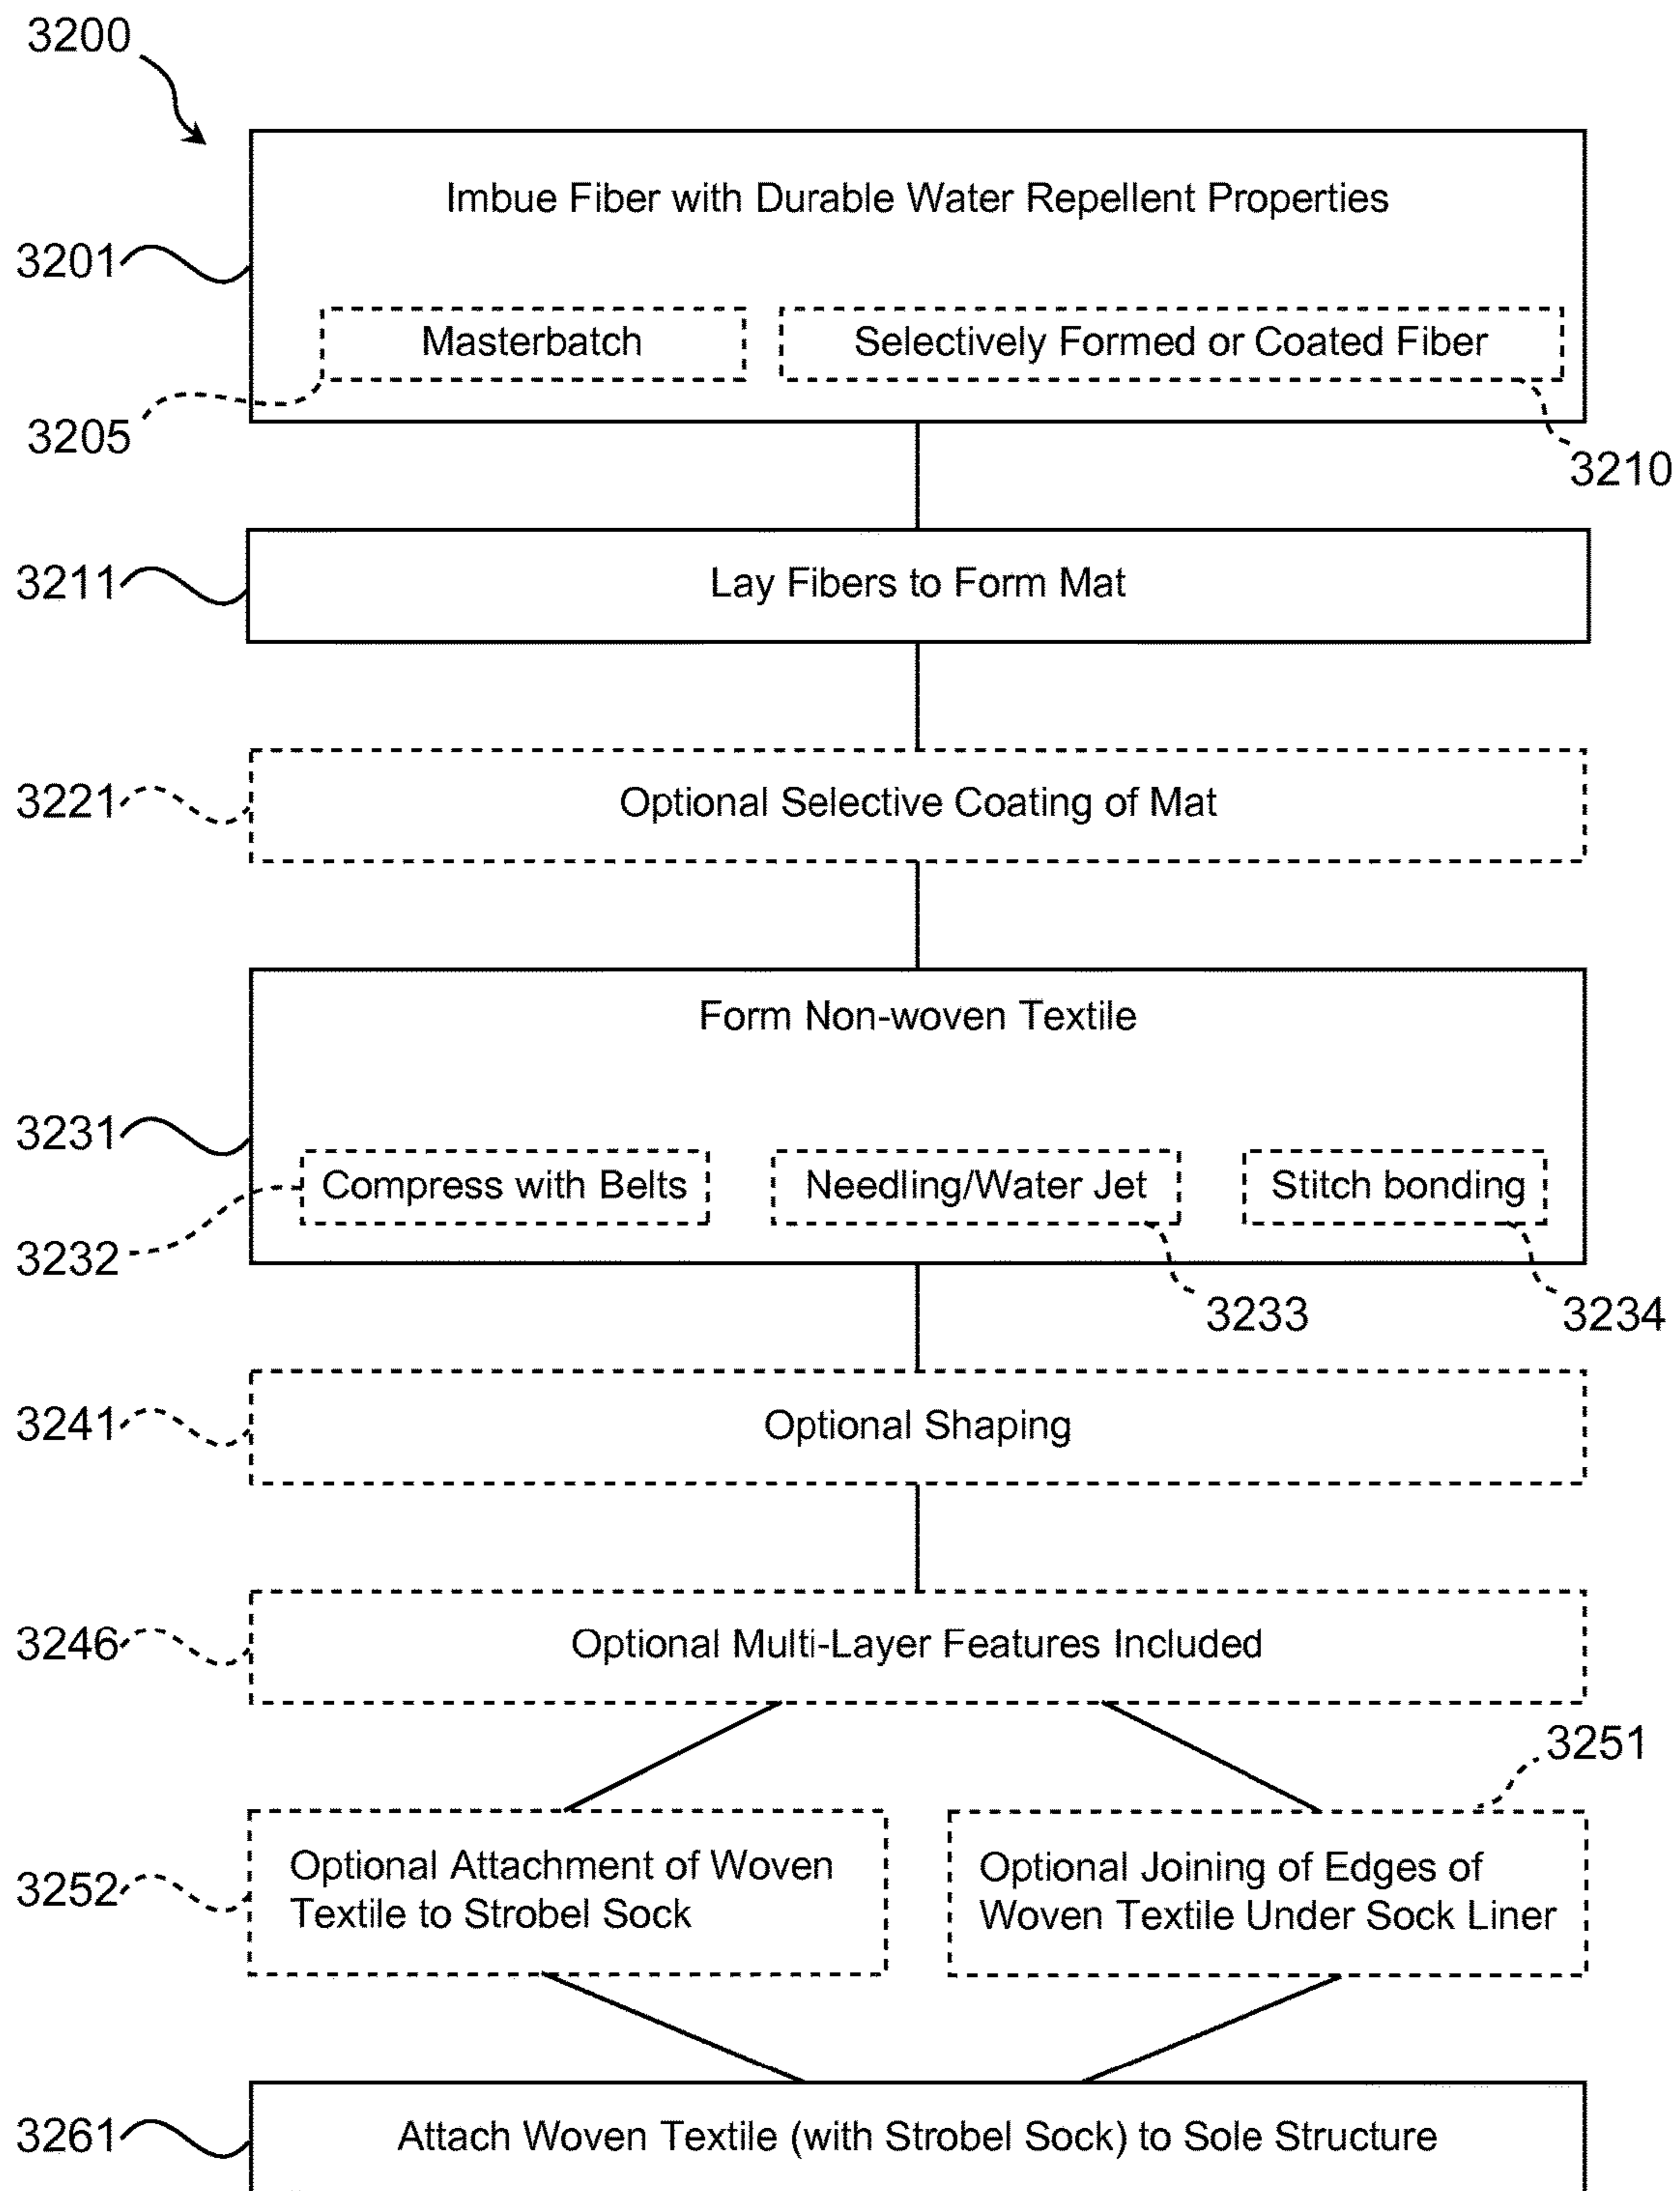 3200
Imbue Fiber with Durable Water Repellent Properties
3201
Masterbatch
Selectively Formed or Coated Fiber
3205
3210
3211
Lay Fibers to Form Mat
3221
Optional Selective Coating of Mat
Form Non-woven Textile
3231
Compress with Belts
Needling/Water Jet
Stitch bonding
3232
3233
3234
3241
Optional Shaping
3246
Optional Multi-Layer Features Included
3251
3252
Optional Attachment of Woven
Textile to Strobel Sock
Optional Joining of Edges of
Woven Textile Under Sock Liner
3261
Attach Woven Textile (with Strobel Sock) to Sole Structure